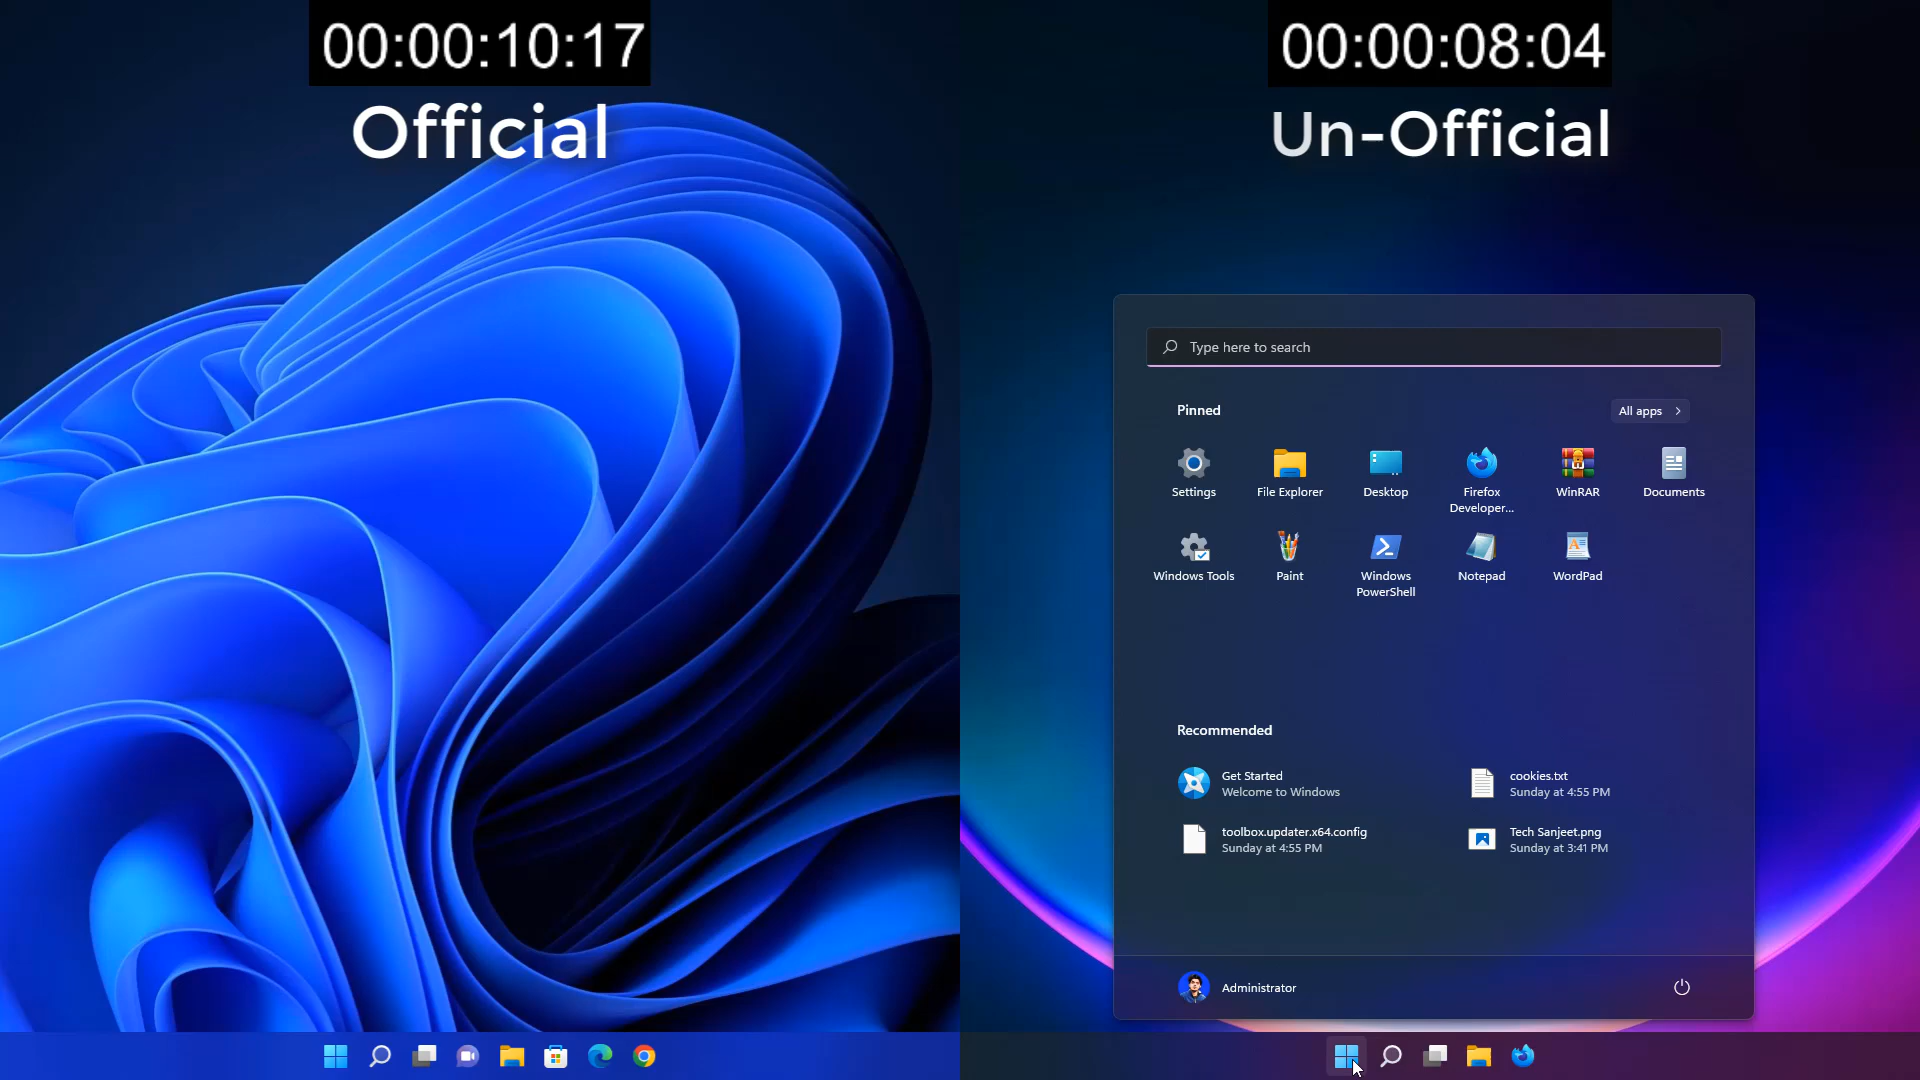 00:00:10:17
Official
00:00:08:04
Un-Official
Type here to search
Pinned
All apps
Settings
File Explorer
Desktop
Firefox Developer...
WinRAR
Documents
Windows Tools
Paint
Windows PowerShell
Notepad
WordPad
Recommended
Get Started
Welcome to Windows
cookies.txt
Sunday at 4:55 PM
toolbox.updater.x64.config
Sunday at 4:55 PM
Tech Sanjeet.png
Sunday at 3:41 PM
Administrator